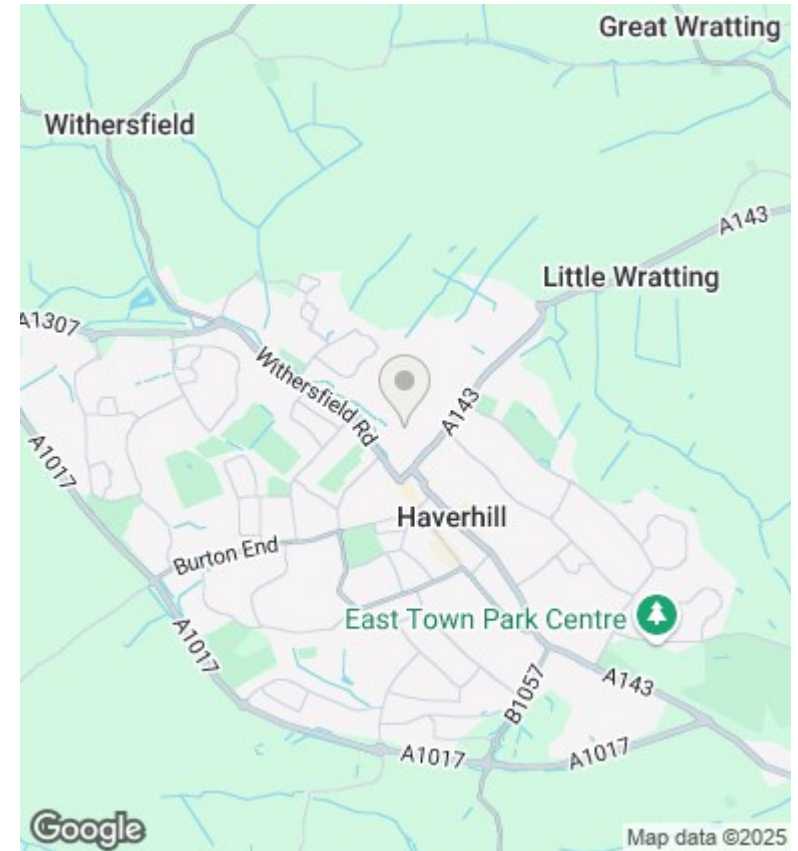 Great Wratting
Withersfield
A143
Little Wratting
A1307
Withersfield Rd
A143
A1017
Haverhill
Burton End
East Town Park Centre
A1017
A143
B1057
A1017
A1017
Google
Map data ©2025